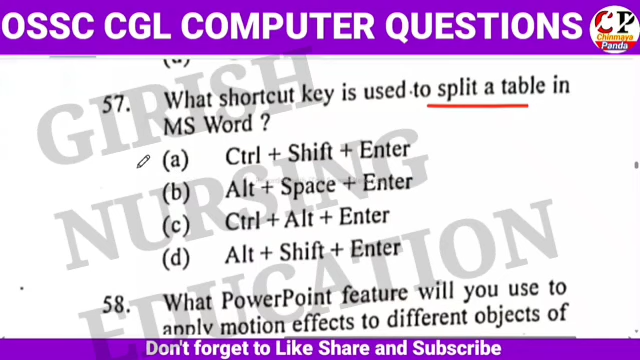 OSSC CGL COMPUTER QUESTIONS
CP
Chinmaya
Panda
57. What shortcut key is used to split a table in
MS Word ?
(a) Ctrl + Shift + Enter
(b) Alt + Space + Enter
(c) Ctrl + Alt + Enter
(d) Alt + Shift + Enter
GIRISH
NURSING
EDUCATION
58. What PowerPoint feature will you use to
apply motion effects to different objects of
Don't forget to Like Share and Subscribe